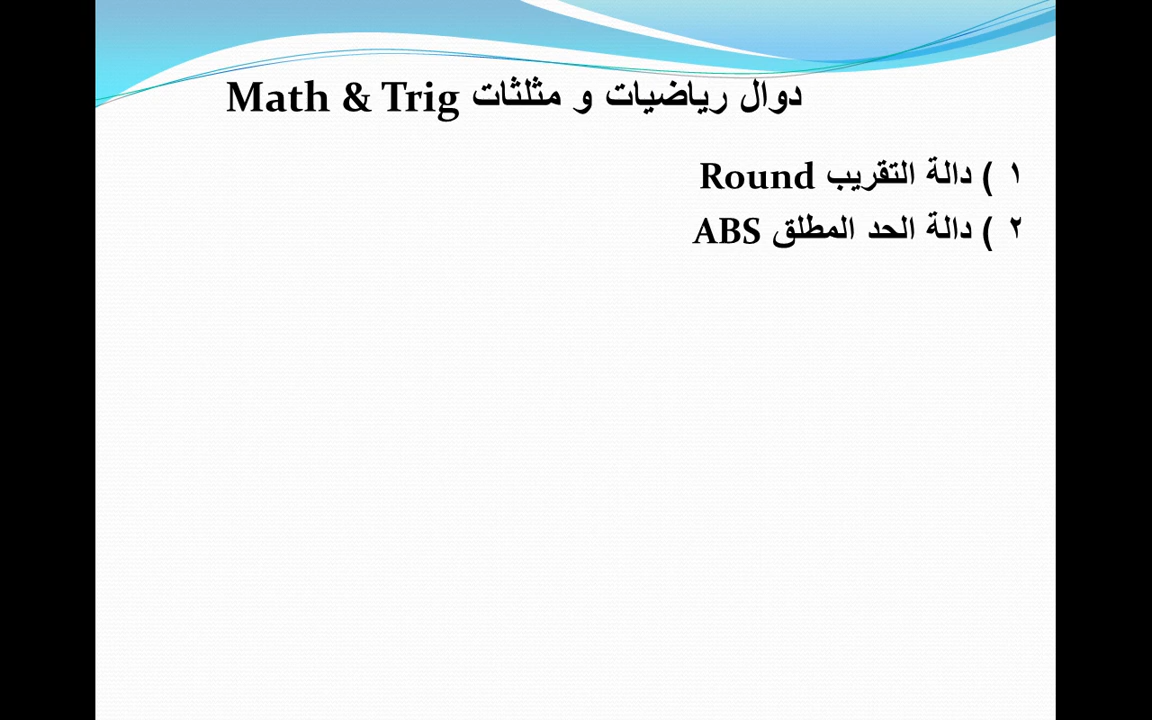 دوال رياضيات و مثلثات Math & Trig
١ ) دالة التقريب Round
٢ ) دالة الحد المطلق ABS